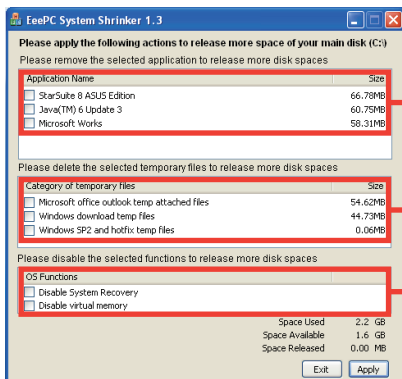 EeePC System Shrinker 1.3
Please apply the following actions to release more space of your main disk (C:\)
Please remove the selected application to release more disk spaces
Application Name Size
StarSuite 8 ASUS Edition 66.78MB
Java(TM) 6 Update 3 60.75MB
Microsoft Works 58.31MB
Please delete the selected temporary files to release more disk spaces
Category of temporary files Size
Microsoft office outlook temp attached files 54.62MB
Windows download temp files 44.73MB
Windows SP2 and hotfix temp files 0.06MB
Please disable the selected functions to release more disk spaces
OS Functions
Disable System Recovery
Disable virtual memory
Space Used 2.2 GB
Space Available 1.6 GB
Space Released 0.00 MB
Exit Apply